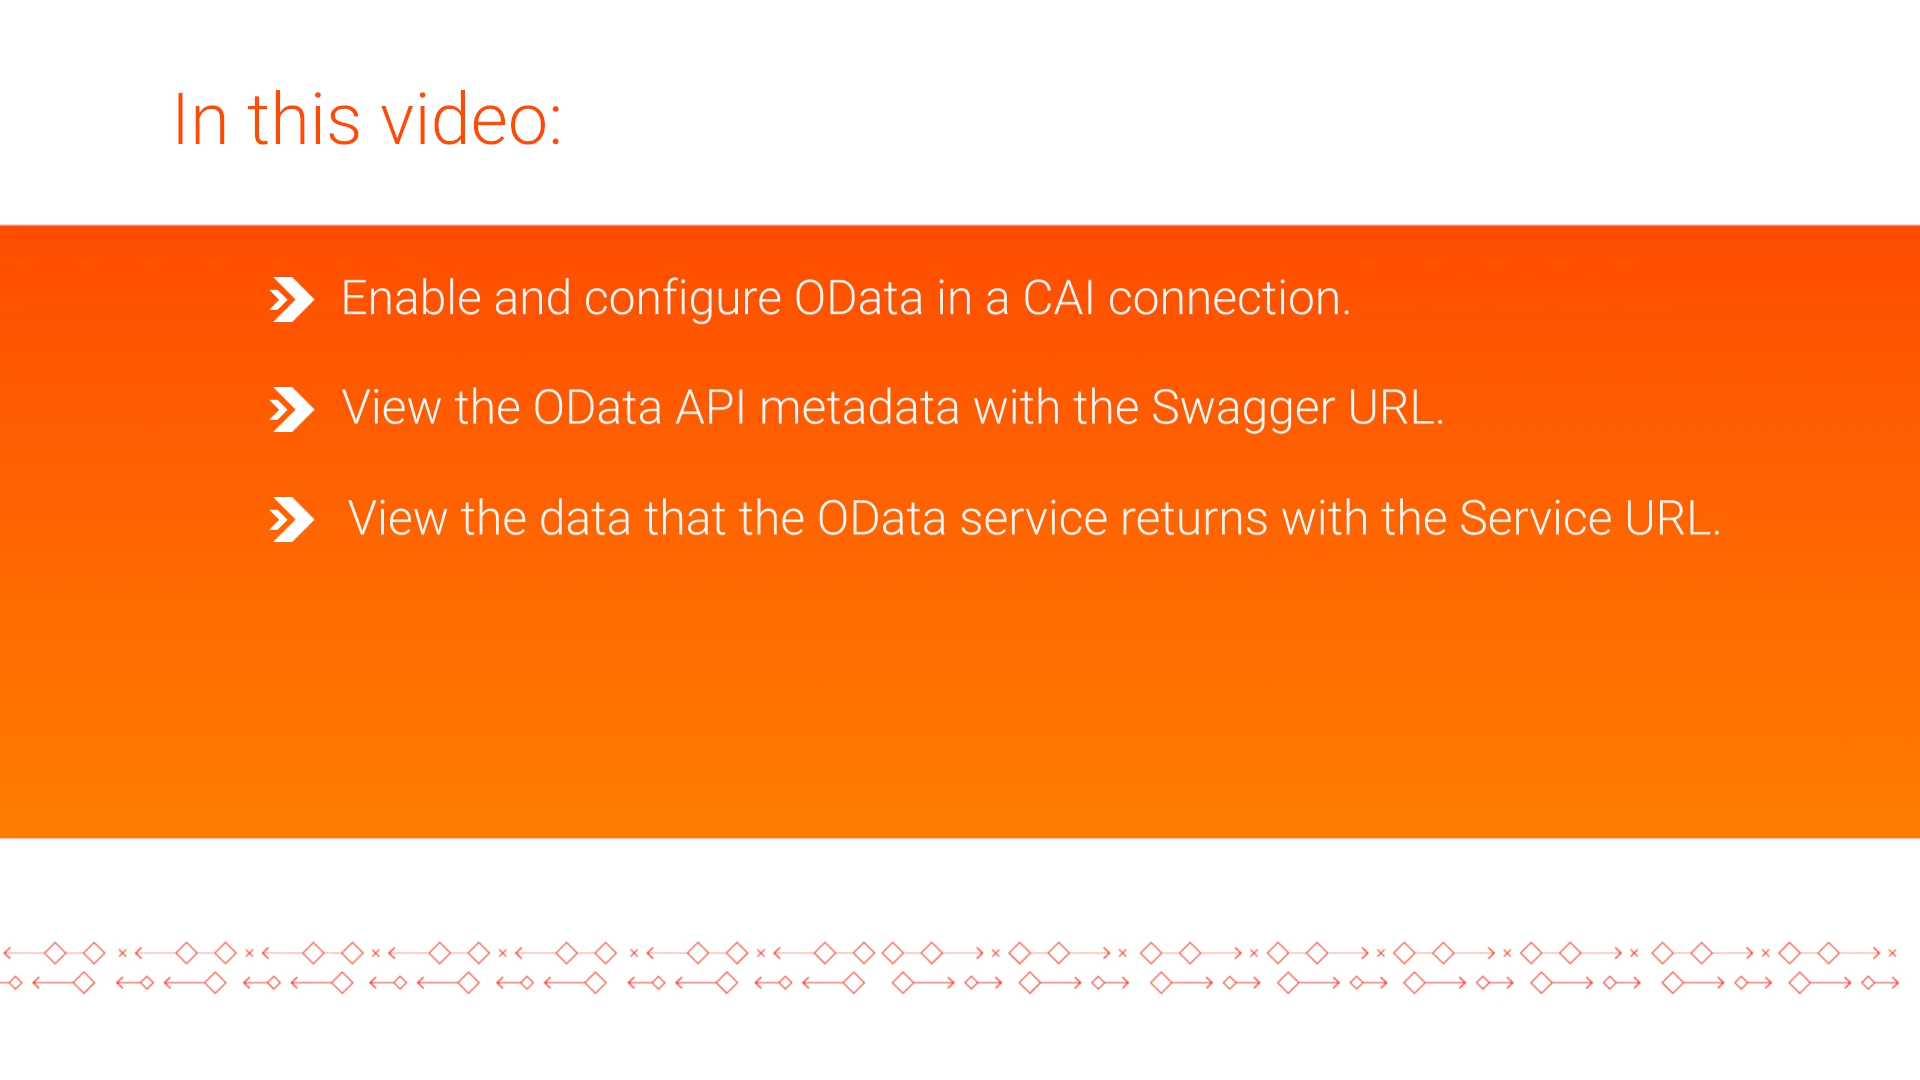 In this video:
Enable and configure OData in a CAI connection.
View the OData API metadata with the Swagger URL.
View the data that the OData service returns with the Service URL.